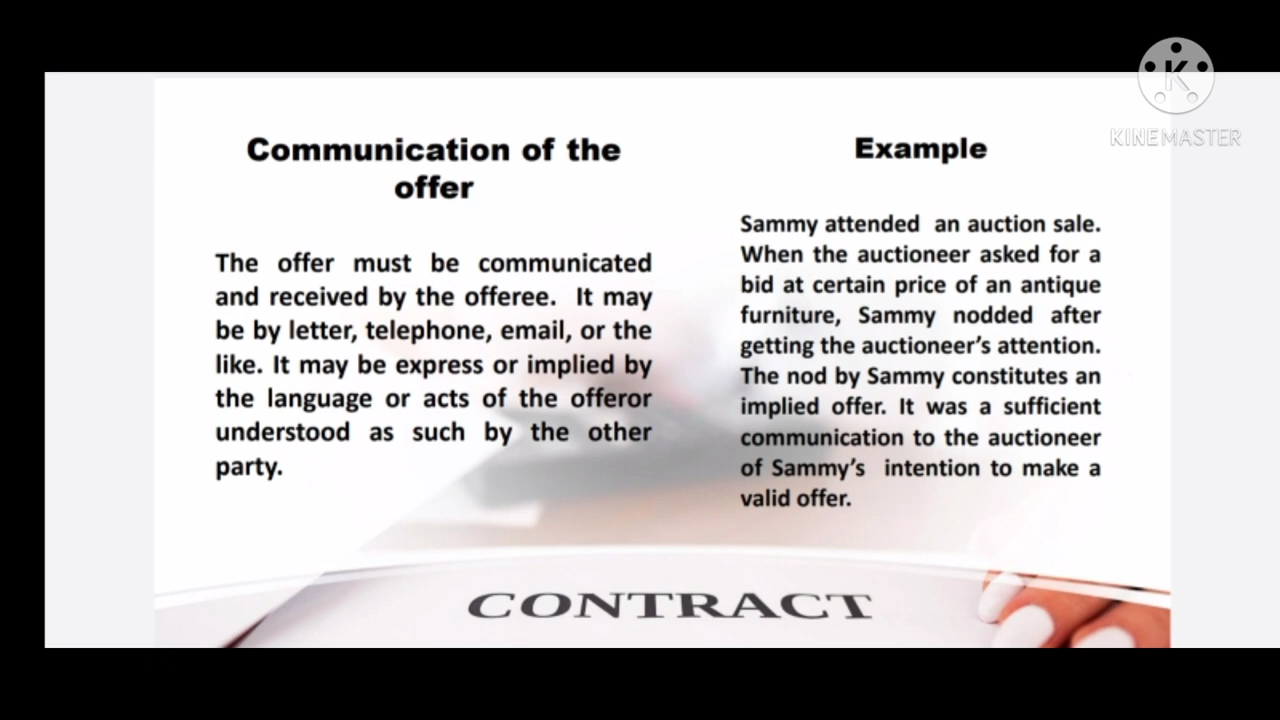 Communication of the
offer
The offer must be communicated
and received by the offeree. It may
be by letter, telephone, email, or the
like. It may be express or implied by
the language or acts of the offeror
understood as such by the other
party.
Example
Sammy attended an auction sale.
When the auctioneer asked for a
bid at certain price of an antique
furniture, Sammy nodded after
getting the auctioneer’s attention.
The nod by Sammy constitutes an
implied offer. It was a sufficient
communication to the auctioneer
of Sammy’s intention to make a
valid offer.
CONTRACT
K
KINEMASTER